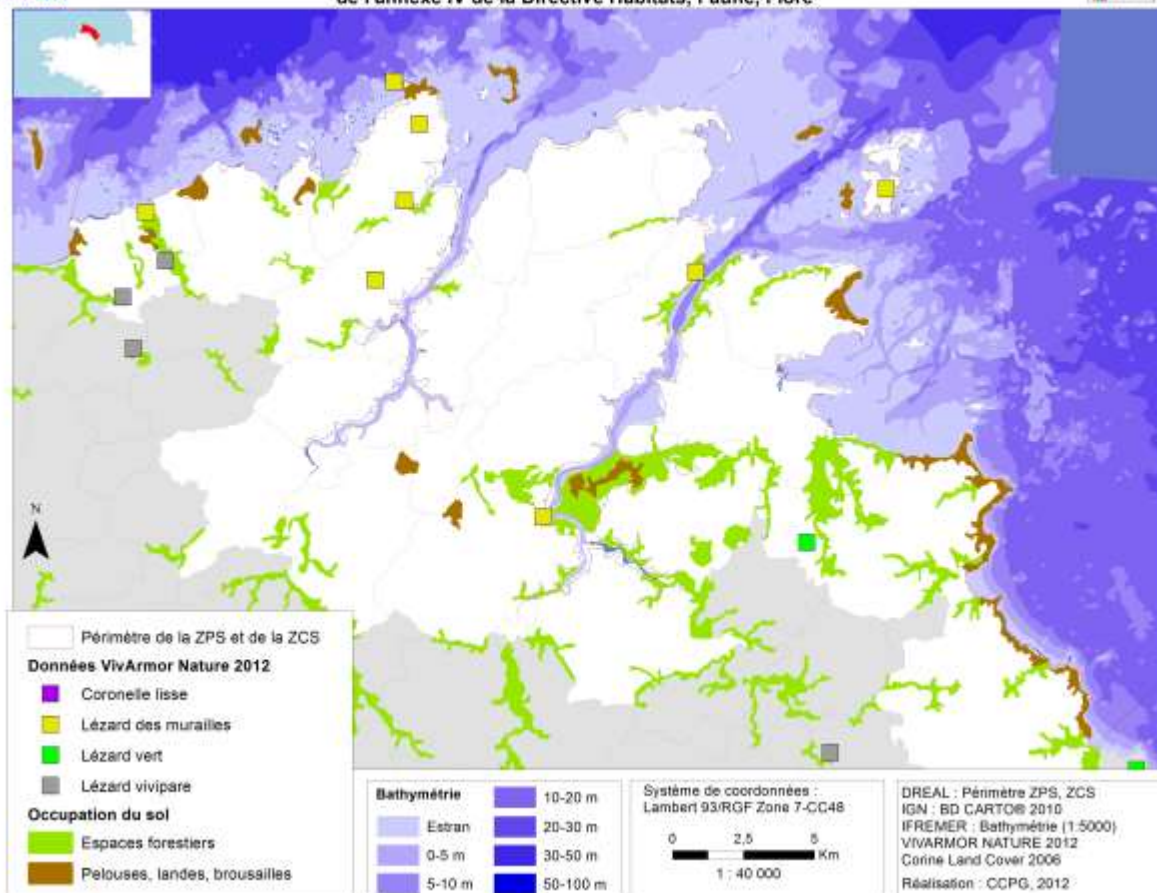 de l'annexe IV de la Directive Habitats, Faune, Flore
N
Périmètre de la ZPS et de la ZCS
Données VivArmor Nature 2012
Coronelle lisse
Lézard des murailles
Lézard vert
Lézard vivipare
Occupation du sol
Espaces forestiers
Pelouses, landes, brousailles
Bathymétrie
Estran
0-5 m
5-10 m
10-20 m
20-30 m
30-50 m
50-100 m
Système de coordonnées :
Lambert 93/RGF Zone 7-CC48
0 2,5 5
Km
1 : 40 000
DREAL : Périmètre ZPS, ZCS
IGN : BD CARTO® 2010
IFREMER : Bathymétrie (1:5000)
VIVARMOR NATURE 2012
Corine Land Cover 2006
Réalisation : CCPG, 2012